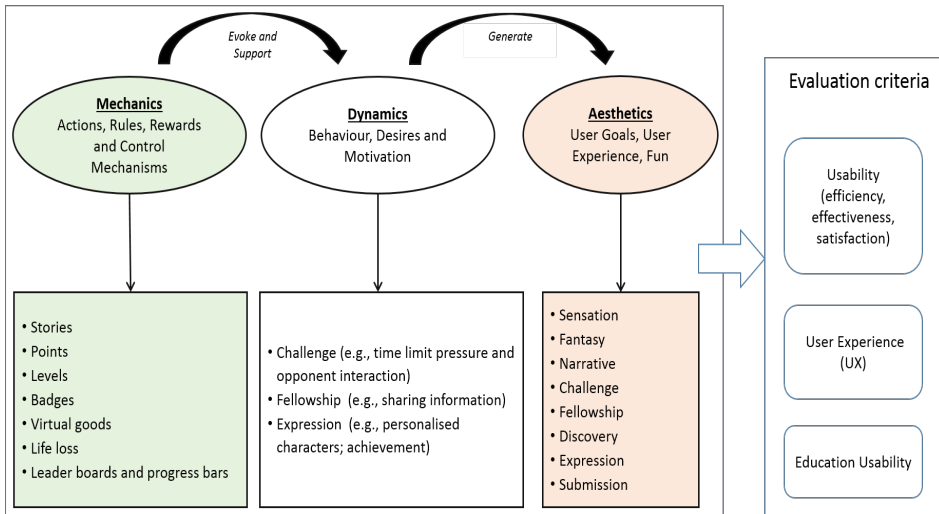 Evoke and
Support
Generate
Mechanics
Actions, Rules, Rewards
and Control
Mechanisms
Dynamics
Behaviour, Desires and
Motivation
Aesthetics
User Goals, User
Experience, Fun
• Stories
• Points
• Levels
• Badges
• Virtual goods
• Life loss
• Leader boards and progress bars
• Challenge (e.g., time limit pressure and
opponent interaction)
• Fellowship (e.g., sharing information)
• Expression (e.g., personalised
characters; achievement)
• Sensation
• Fantasy
• Narrative
• Challenge
• Fellowship
• Discovery
• Expression
• Submission
Evaluation criteria
Usability
(efficiency,
effectiveness,
satisfaction)
User Experience
(UX)
Education Usability